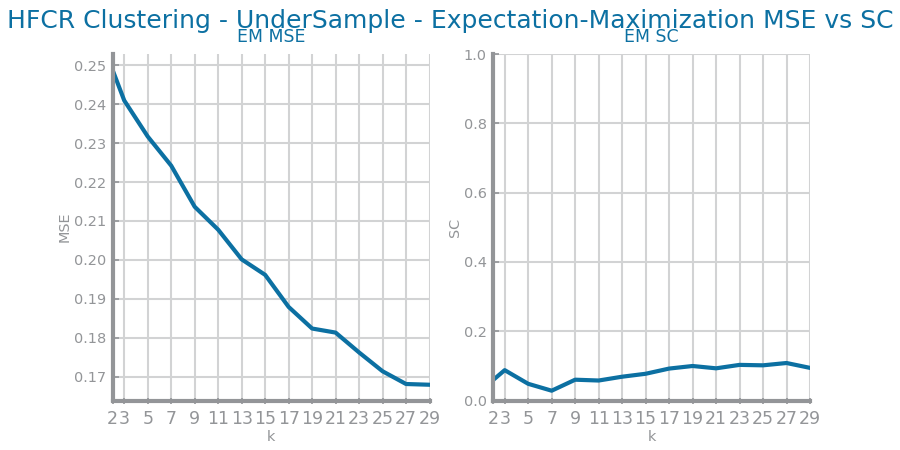 HFCR Clustering - UnderSample - Expectation-Maximization MSE vs SC
EM MSE
0.25
0.24
0.23
0.22
0.21
0.20
0.19
0.18
0.17
MSE
2 3 5 7 9 11 13 15 17 19 21 23 25 27 29
k
EM SC
1.0
0.8
0.6
0.4
0.2
0.0
SC
2 3 5 7 9 11 13 15 17 19 21 23 25 27 29
k